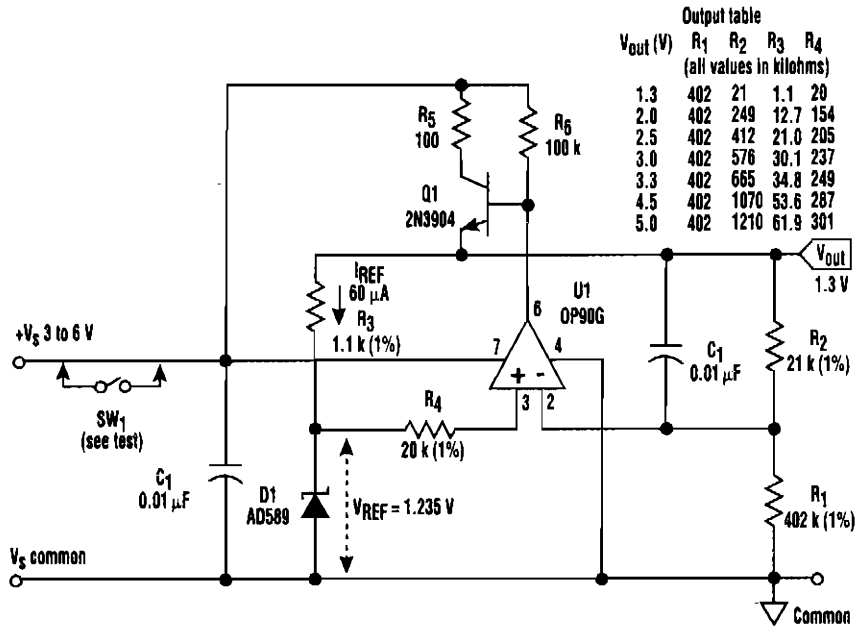 Output table
Vout (V) R1 R2 R3 R4
(all values in kilohms)
1.3 402 21 1.1 20
2.0 402 249 12.7 154
2.5 402 412 21.0 205
3.0 402 576 30.1 237
3.3 402 665 34.8 249
4.5 402 1070 53.6 287
5.0 402 1210 61.9 301
R5
100
R6
100 k
Q1
2N3904
Vout
1.3 V
IREF
60 μA
R3
1.1 k (1%)
U1
OP90G
6
7
4
+ -
3
2
C1
0.01 μF
R2
21 k (1%)
+Vs 3 to 6 V
SW1
(see test)
R4
20 k (1%)
C1
0.01 μF
D1
AD589
VREF = 1.235 V
R1
402 k (1%)
Vs common
Common